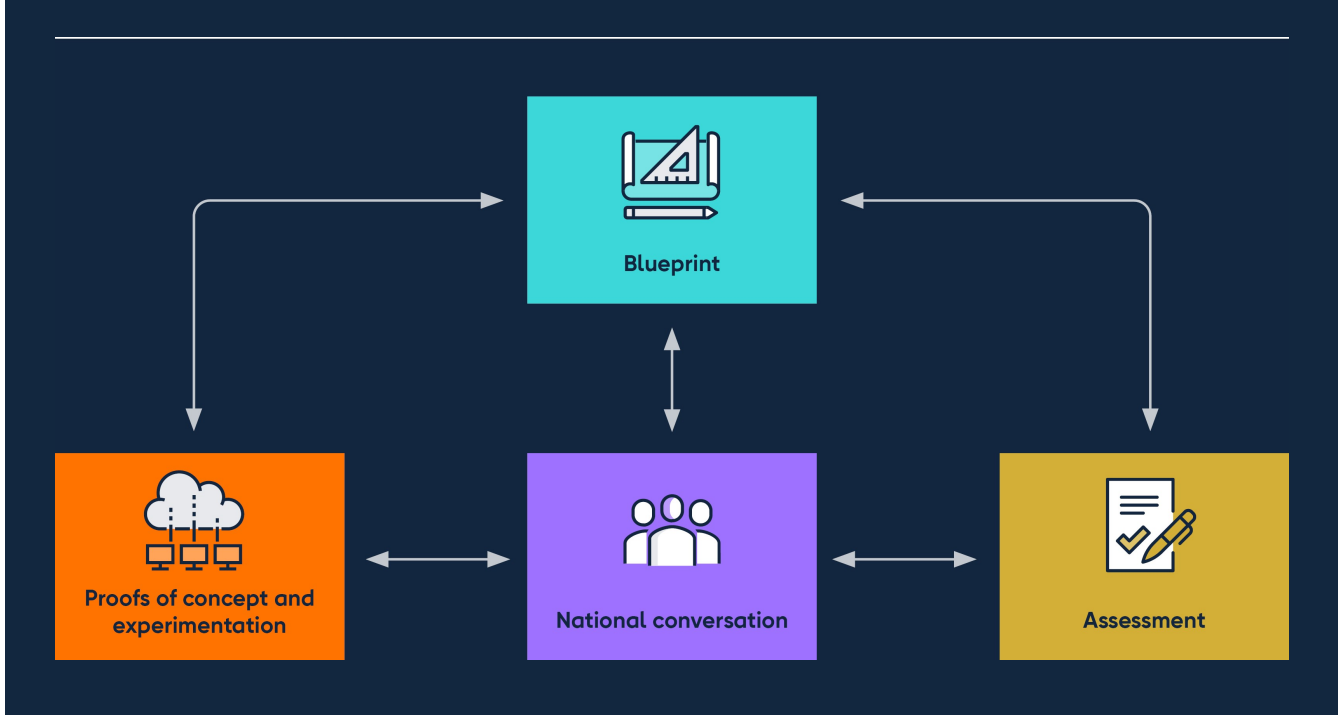 Blueprint
Proofs of concept and
experimentation
National conversation
Assessment